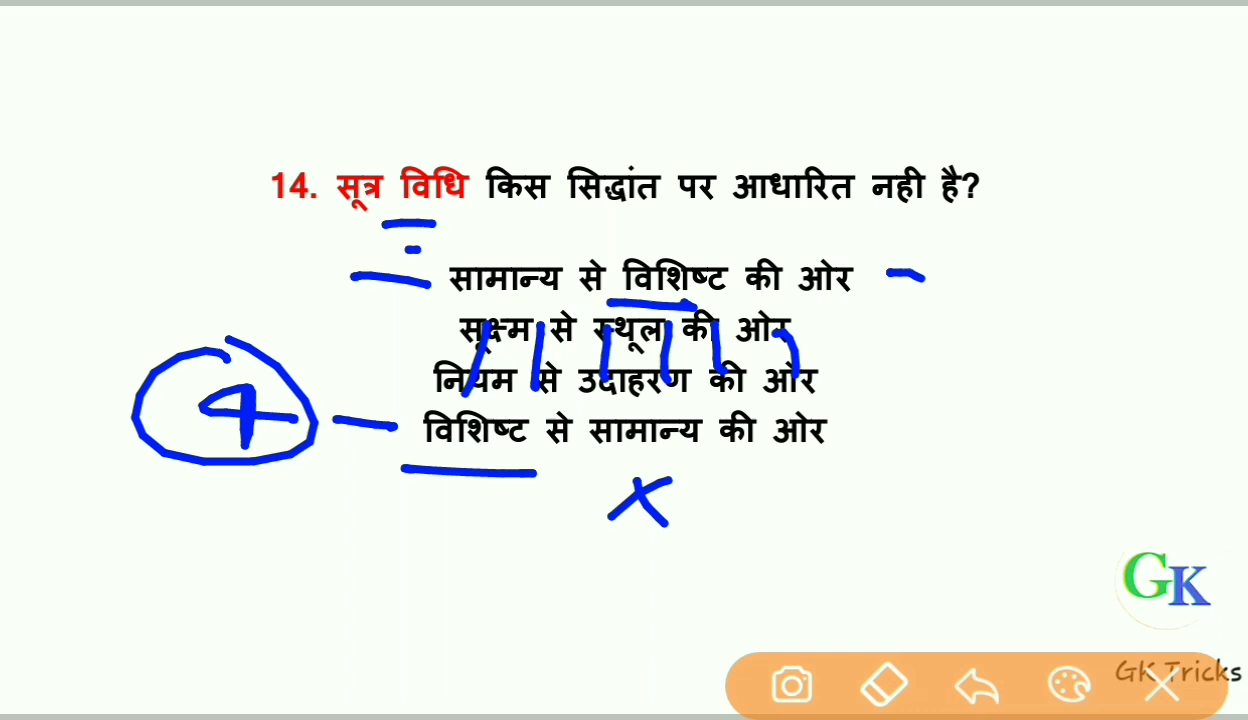 14. सूत्र विधि किस सिद्धांत पर आधारित नही है?
सामान्य से विशिष्ट की ओर
सूक्ष्म से स्थूल की ओर
नियम से उदाहरण की ओर
4
विशिष्ट से सामान्य की ओर
GK
GK Tricks